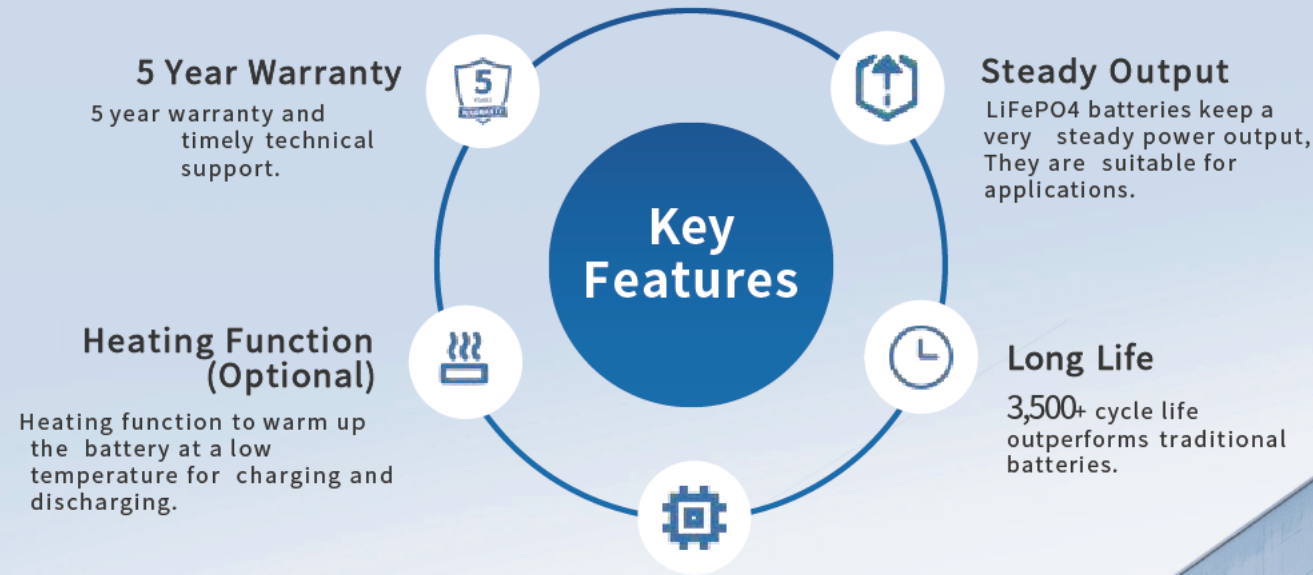 5 Year Warranty
5 year warranty and
timely technical
support.
5
Steady Output
LiFePO4 batteries keep a
very steady power output,
They are suitable for
applications.
Key
Features
Heating Function
(Optional)
Heating function to warm up
the battery at a low
temperature for charging and
discharging.
Long Life
3,500+ cycle life
outperforms traditional
batteries.